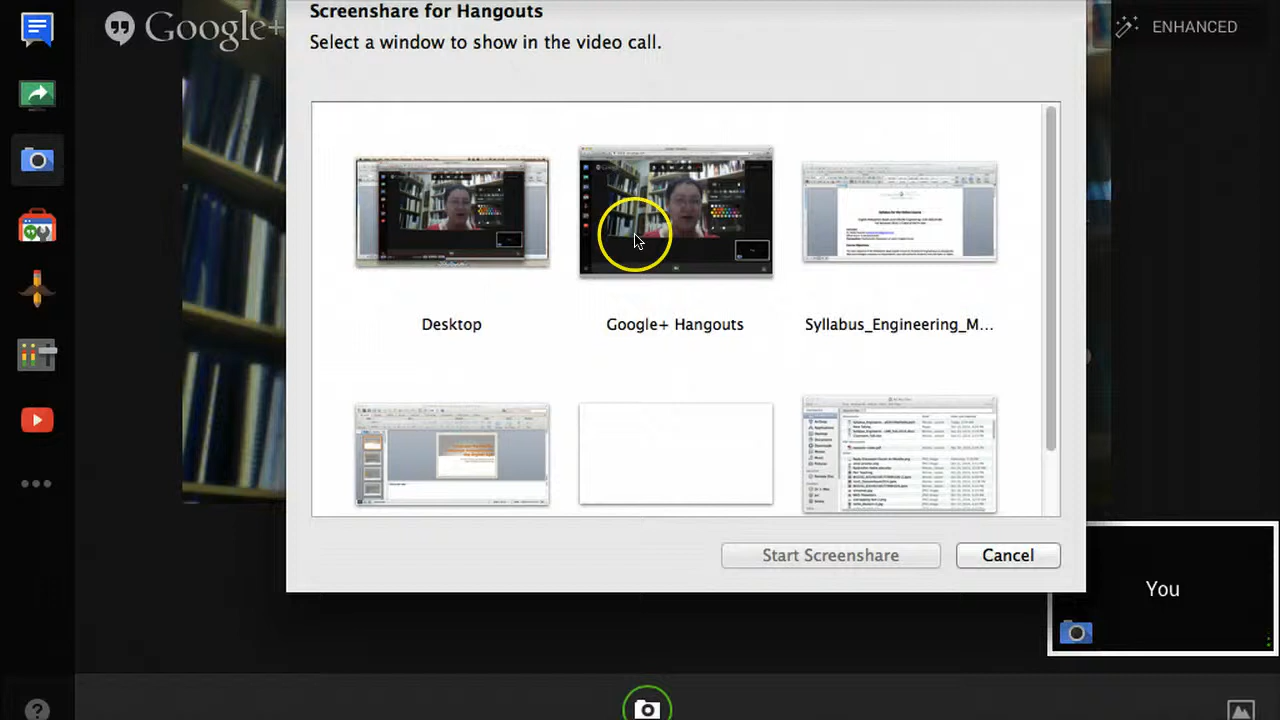 Screenshare for Hangouts
Select a window to show in the video call.
Google+
ENHANCED
Desktop
Google+ Hangouts
Syllabus_Engineering_M...
Start Screenshare
Cancel
You